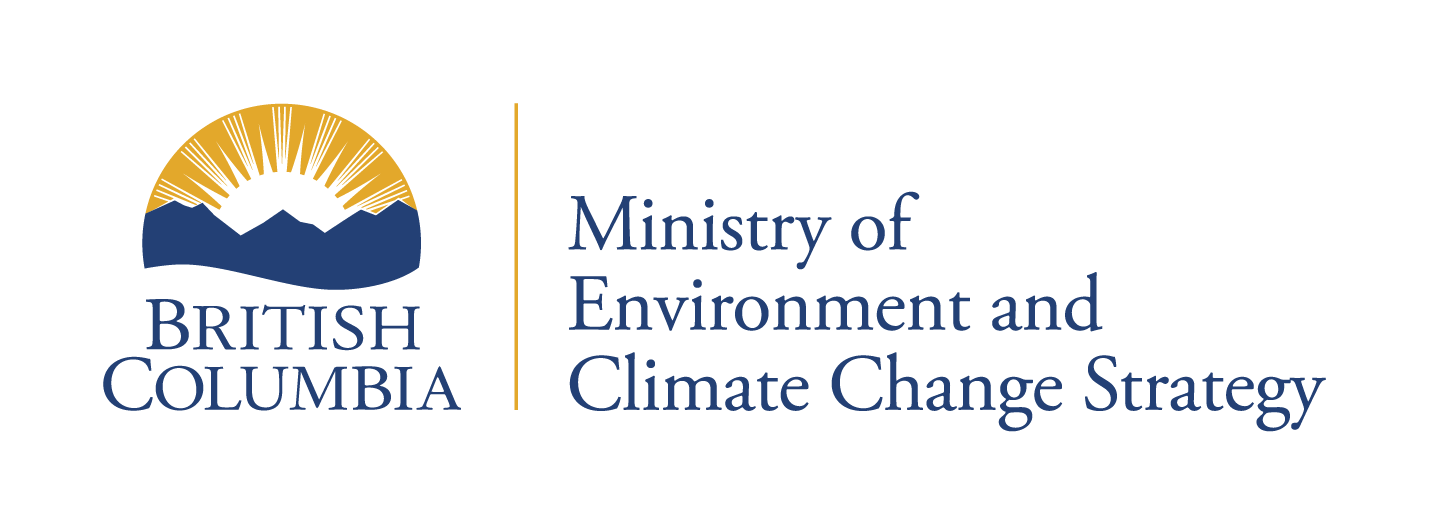 BRITISH
COLUMBIA
Ministry of
Environment and
Climate Change Strategy